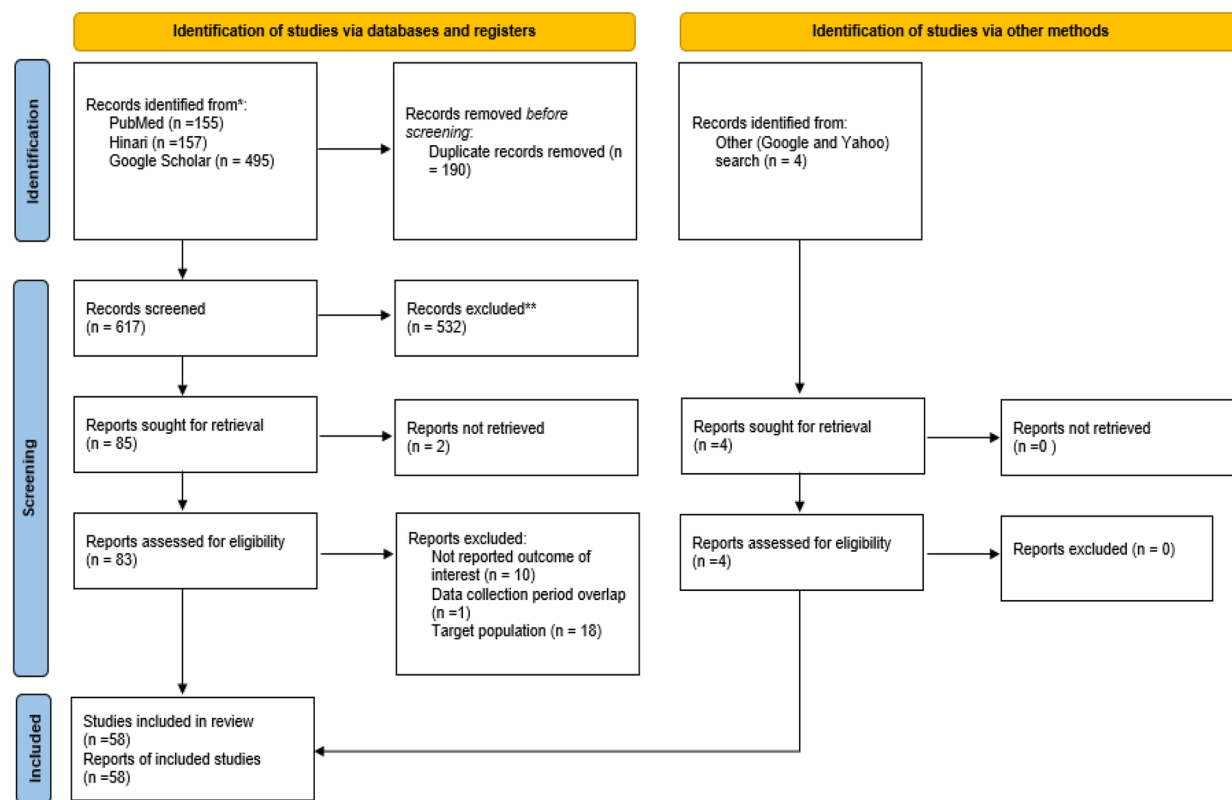 Identification of studies via databases and registers
Identification of studies via other methods
Identification
Records identified from*:
PubMed (n =155)
Hinari (n =157)
Google Scholar (n = 495)
Records removed before
screening:
Duplicate records removed (n
= 190)
Records identified from:
Other (Google and Yahoo)
search (n = 4)
Screening
Records screened
(n = 617)
Records excluded**
(n = 532)
Reports sought for retrieval
(n = 85)
Reports not retrieved
(n = 2)
Reports sought for retrieval
(n =4)
Reports not retrieved
(n =0 )
Reports assessed for eligibility
(n = 83)
Reports excluded:
Not reported outcome of
interest (n = 10)
Data collection period overlap
(n =1)
Target population (n = 18)
Reports assessed for eligibility
(n =4)
Reports excluded (n = 0)
Included
Studies included in review
(n =58)
Reports of included studies
(n =58)